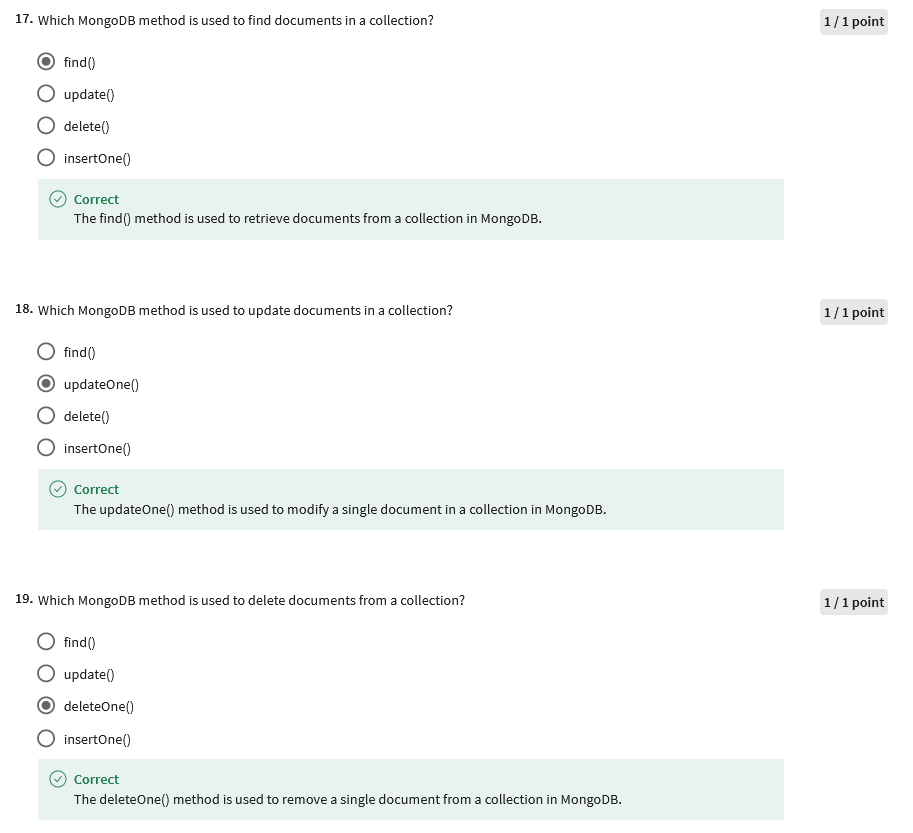 17. Which MongoDB method is used to find documents in a collection?
1 / 1 point
find()
update()
delete()
insertOne()
Correct
The find() method is used to retrieve documents from a collection in MongoDB.
18. Which MongoDB method is used to update documents in a collection?
1 / 1 point
find()
updateOne()
delete()
insertOne()
Correct
The updateOne() method is used to modify a single document in a collection in MongoDB.
19. Which MongoDB method is used to delete documents from a collection?
1 / 1 point
find()
update()
deleteOne()
insertOne()
Correct
The deleteOne() method is used to remove a single document from a collection in MongoDB.